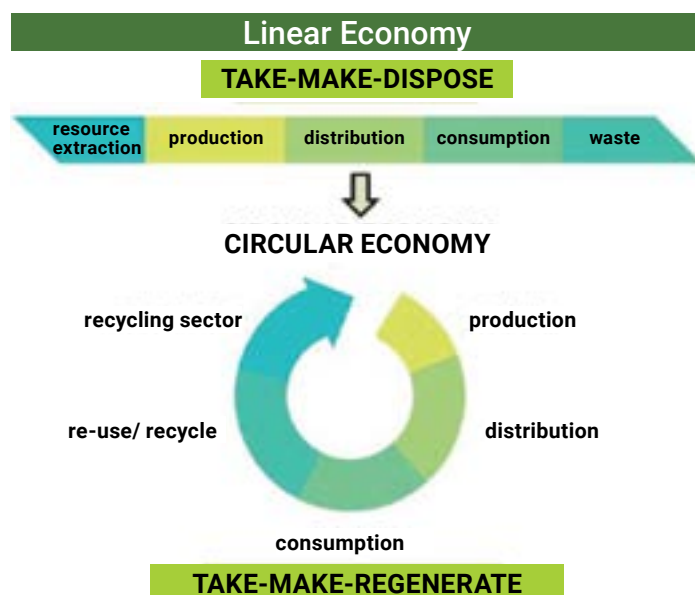 Linear Economy
TAKE-MAKE-DISPOSE
resource
extraction
production
distribution
consumption
waste
CIRCULAR ECONOMY
recycling sector
production
re-use/ recycle
distribution
consumption
TAKE-MAKE-REGENERATE